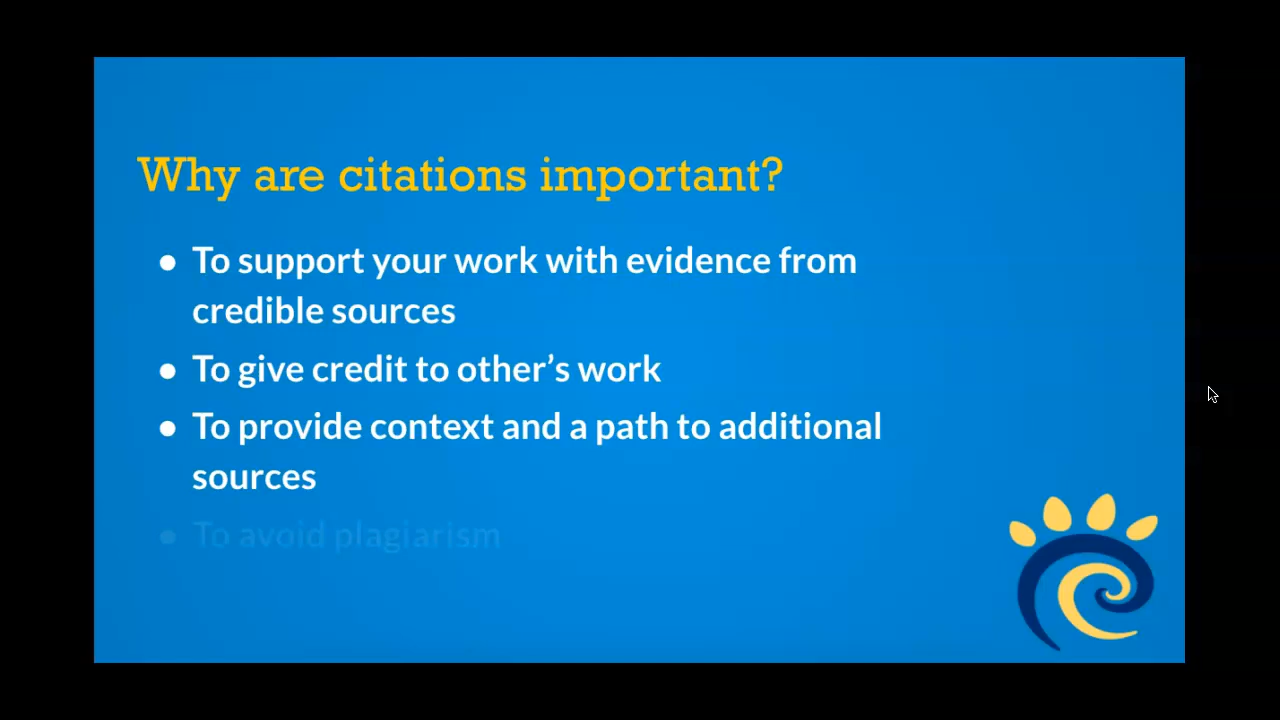 Why are citations important?
● To support your work with evidence from
credible sources
● To give credit to other’s work
● To provide context and a path to additional
sources
● To avoid plagiarism